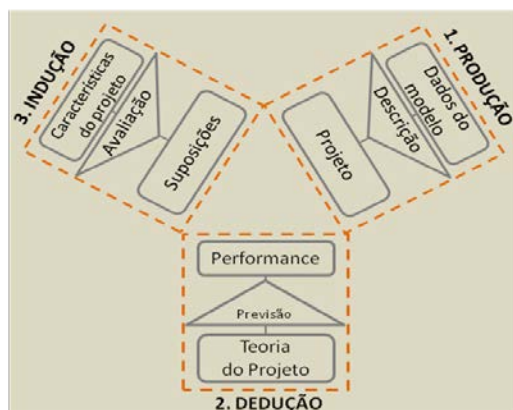 3. INDUÇÃO
Características
do projeto
Avaliação
Suposições
1. PRODUÇÃO
Dados do
modelo
Descrição
Projeto
Performance
Previsão
Teoria
do Projeto
2. DEDUÇÃO